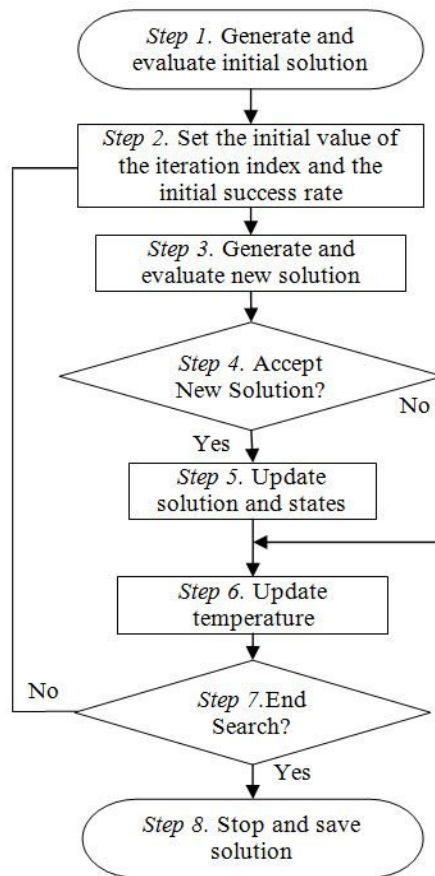 Step 1. Generate and
evaluate initial solution
Step 2. Set the initial value of
the iteration index and the
initial success rate
Step 3. Generate and
evaluate new solution
Step 4. Accept
New Solution?
No
Yes
Step 5. Update
solution and states
Step 6. Update
temperature
No
Step 7.End
Search?
Yes
Step 8. Stop and save
solution